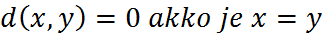 d(x, y) = 0 akko je x = y